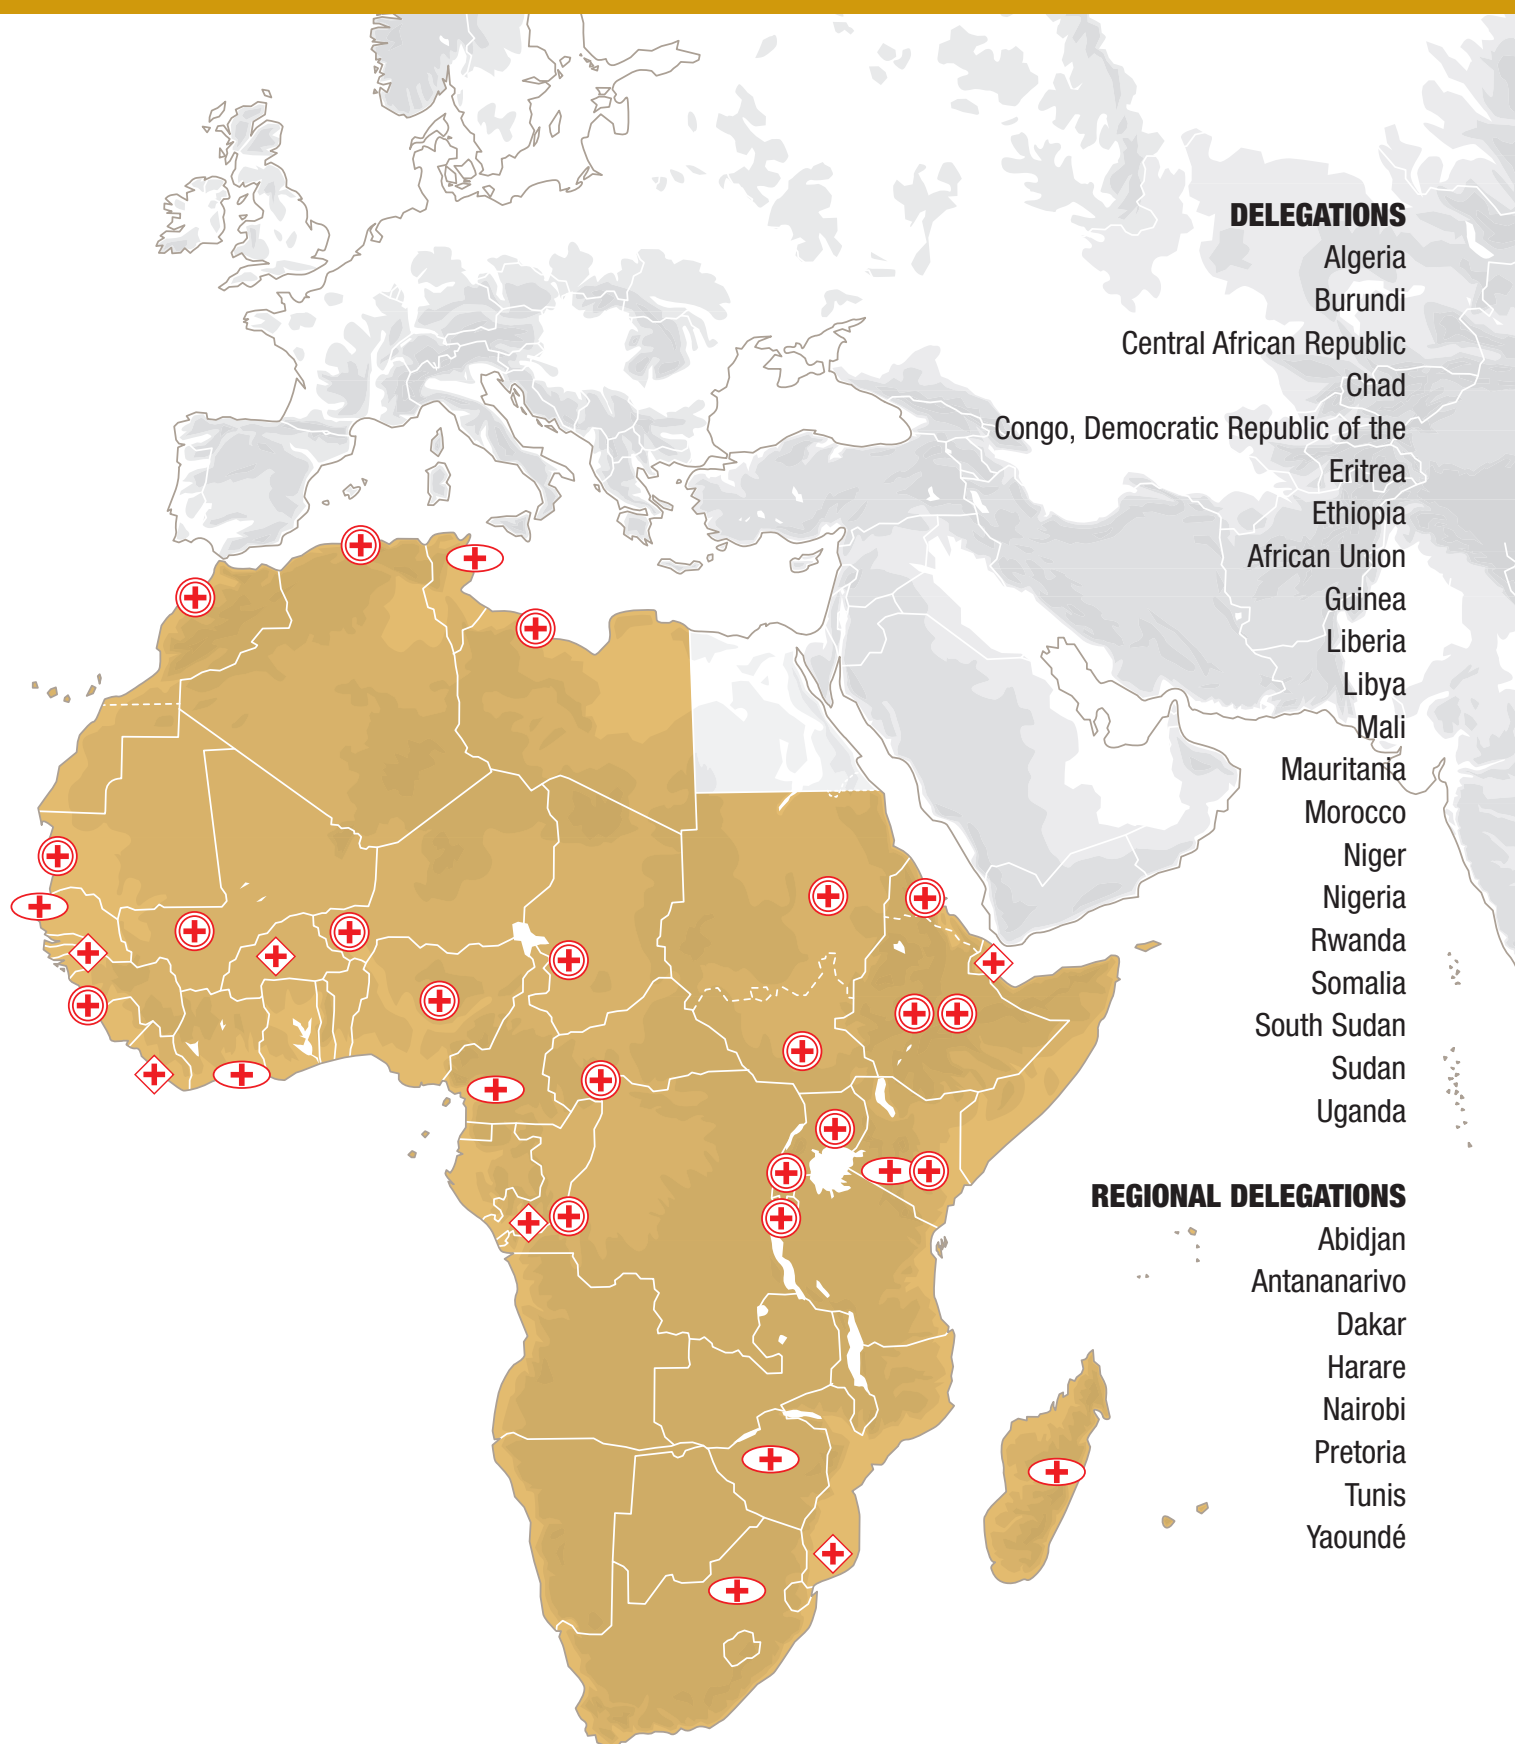 DELEGATIONS
Algeria
Burundi
Central African Republic
Chad
Congo, Democratic Republic of the
Eritrea
Ethiopia
African Union
Guinea
Liberia
Libya
Mali
Mauritania
Morocco
Niger
Nigeria
Rwanda
Somalia
South Sudan
Sudan
Uganda
REGIONAL DELEGATIONS
Abidjan
Antananarivo
Dakar
Harare
Nairobi
Pretoria
Tunis
Yaoundé